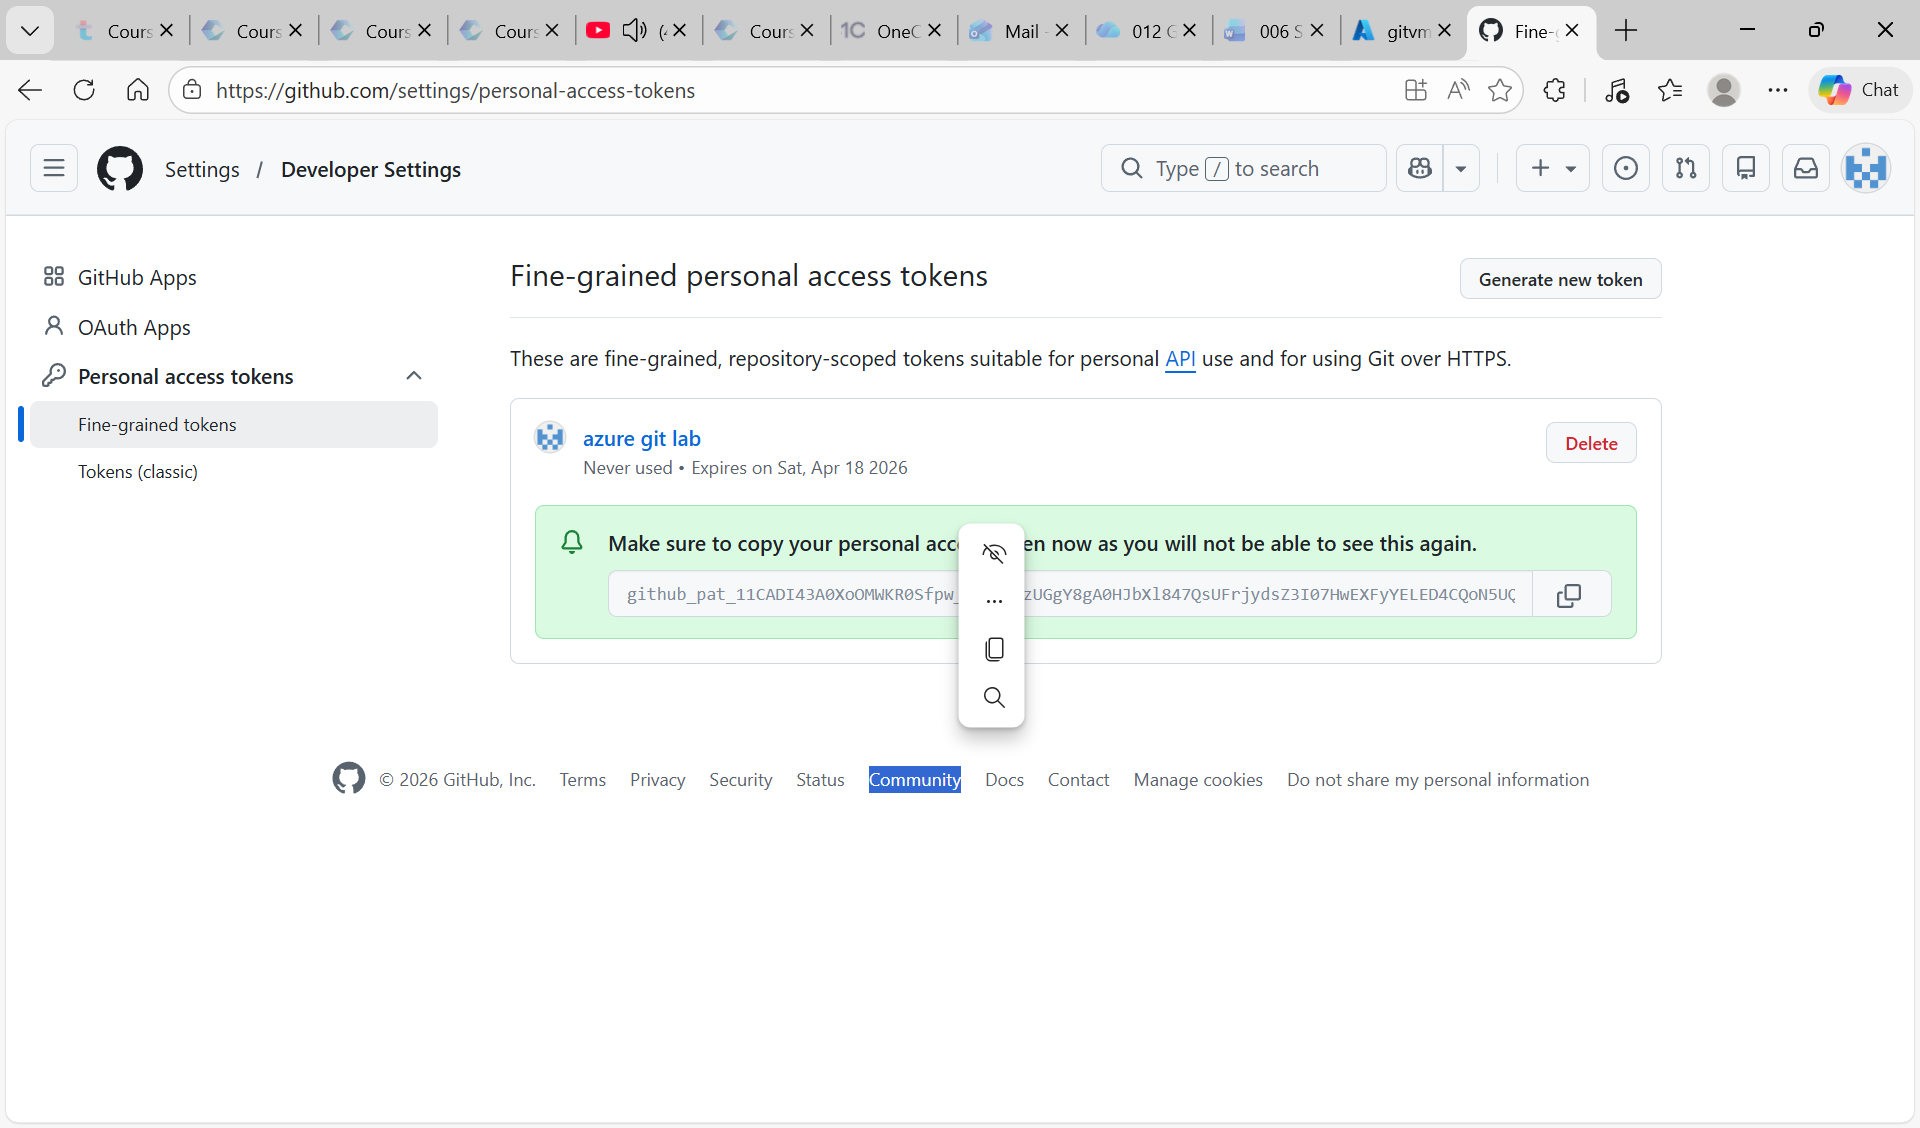 Cours
Cours
Cours
Cours
Cours
OneC
Mail
012
006 S
gitvm
Fine-
https://github.com/settings/personal-access-tokens
Chat
Settings / Developer Settings
Type / to search
GitHub Apps
OAuth Apps
Personal access tokens
Fine-grained tokens
Tokens (classic)
Fine-grained personal access tokens
Generate new token
These are fine-grained, repository-scoped tokens suitable for personal API use and for using Git over HTTPS.
azure git lab
Never used • Expires on Sat, Apr 18 2026
Delete
Make sure to copy your personal acc en now as you will not be able to see this again.
github_pat_11CADI43A0XoOMWKR0Sfpw_ zUGgY8gA0HJbXl847QsUFrjydsZ3I07HwEXFyYELED4CQoN5UQ
© 2026 GitHub, Inc. Terms Privacy Security Status Community Docs Contact Manage cookies Do not share my personal information